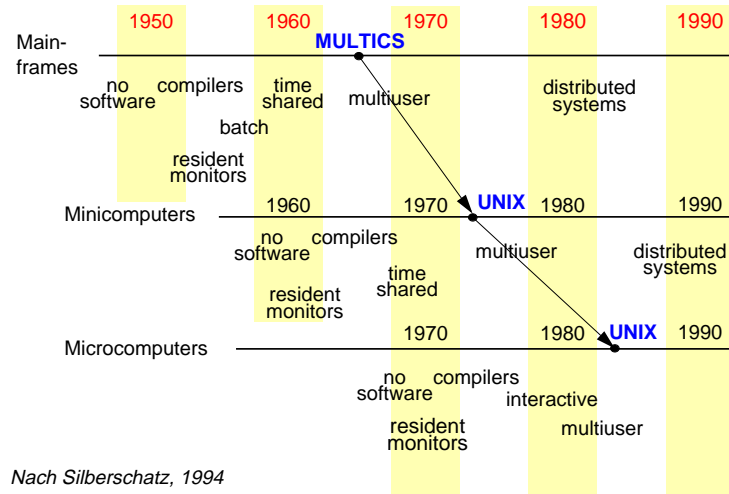 1950 1960 1970 1980 1990
Main-
frames
MULTICS
no
software
compilers
time
shared
multiuser
distributed
systems
batch
resident
monitors
Minicomputers
1960 1970 UNIX 1980 1990
no
software
compilers
multiuser
distributed
systems
time
shared
resident
monitors
Microcomputers
1970 1980 UNIX 1990
no
software
compilers
interactive
resident
monitors
multiuser
Nach Silberschatz, 1994